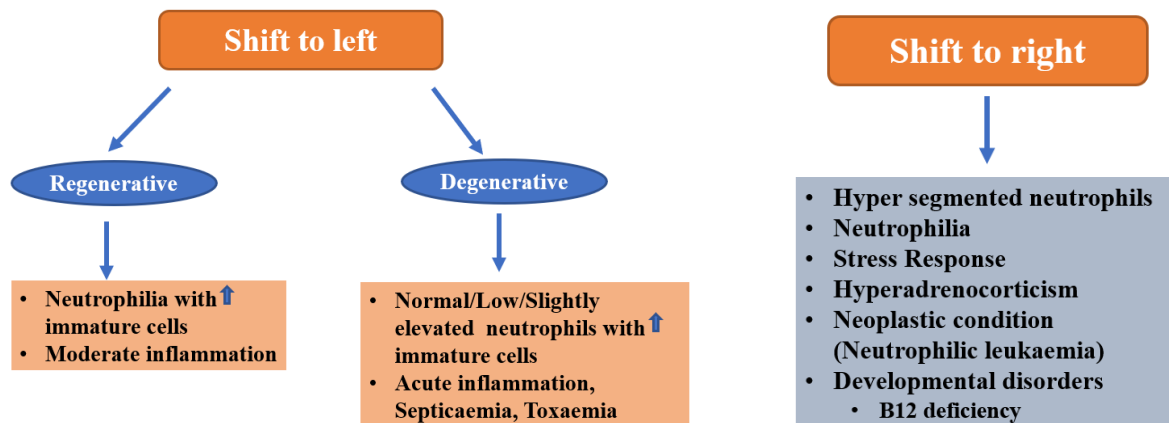 Shift to left
Regenerative
Degenerative
• Neutrophilia with
immature cells
• Moderate inflammation
• Normal/Low/Slightly
elevated neutrophils with
immature cells
• Acute inflammation,
Septicaemia, Toxaemia
Shift to right
• Hyper segmented neutrophils
• Neutrophilia
• Stress Response
• Hyperadrenocorticism
• Neoplastic condition
(Neutrophilic leukaemia)
• Developmental disorders
• B12 deficiency